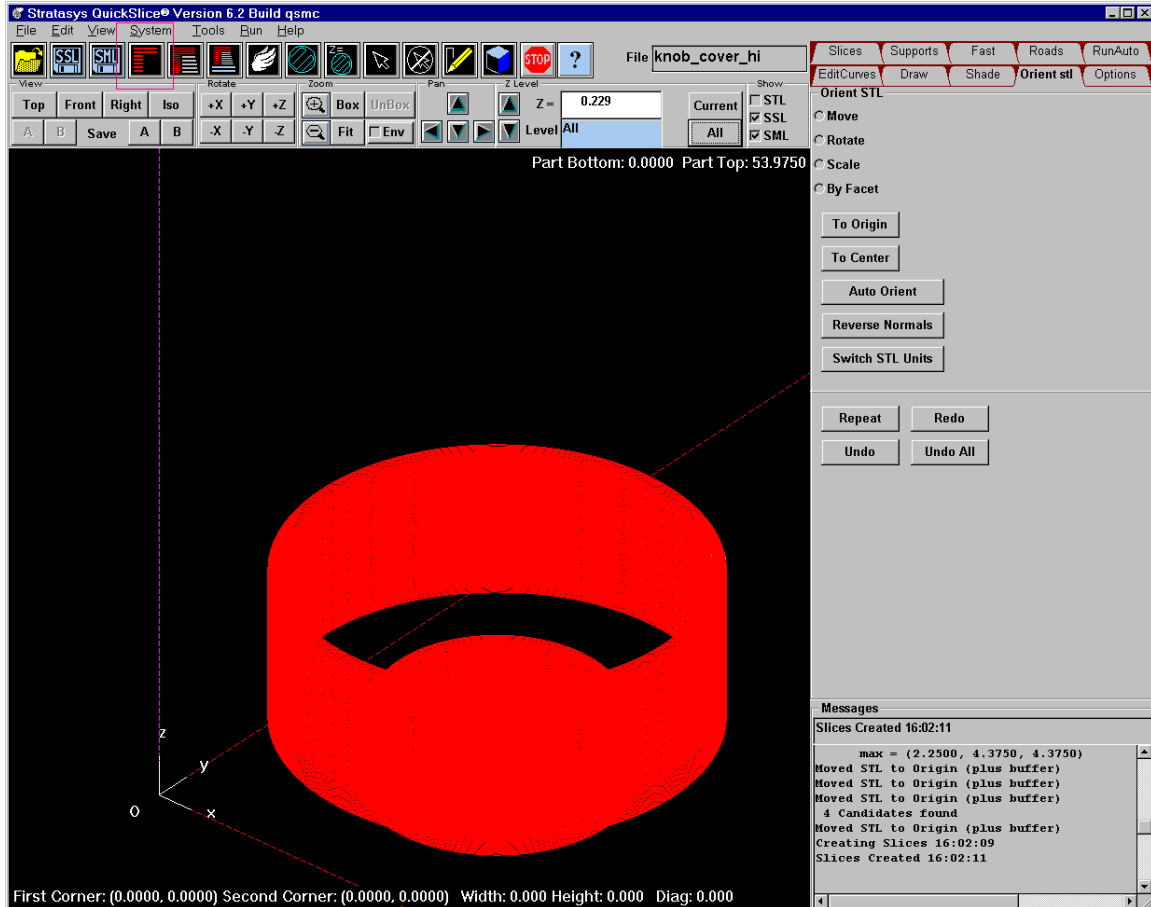 Stratasys QuickSlice® Version 6.2 Build qsmc
File Edit View System Tools Run Help
SSL SML Z= STOP ? File knob_cover_hi
Slices Supports Fast Roads RunAuto
EditCurves Draw Shade Orient stl Options
View Rotate Zoom Pan Z Level Show
Top Front Right Iso +X +Y +Z Box UnBox Z = 0.229 Current STL
SSL
A B Save A B -X -Y -Z Fit Env Level All All SML
Part Bottom: 0.0000 Part Top: 53.9750
Orient STL
Move
Rotate
Scale
By Facet
To Origin
To Center
Auto Orient
Reverse Normals
Switch STL Units
Repeat Redo
Undo Undo All
z
y
x
O
First Corner: (0.0000, 0.0000) Second Corner: (0.0000, 0.0000) Width: 0.000 Height: 0.000 Diag: 0.000
Messages
Slices Created 16:02:11
max = (2.2500, 4.3750, 4.3750)
Moved STL to Origin (plus buffer)
Moved STL to Origin (plus buffer)
Moved STL to Origin (plus buffer)
4 Candidates found
Moved STL to Origin (plus buffer)
Creating Slices 16:02:09
Slices Created 16:02:11